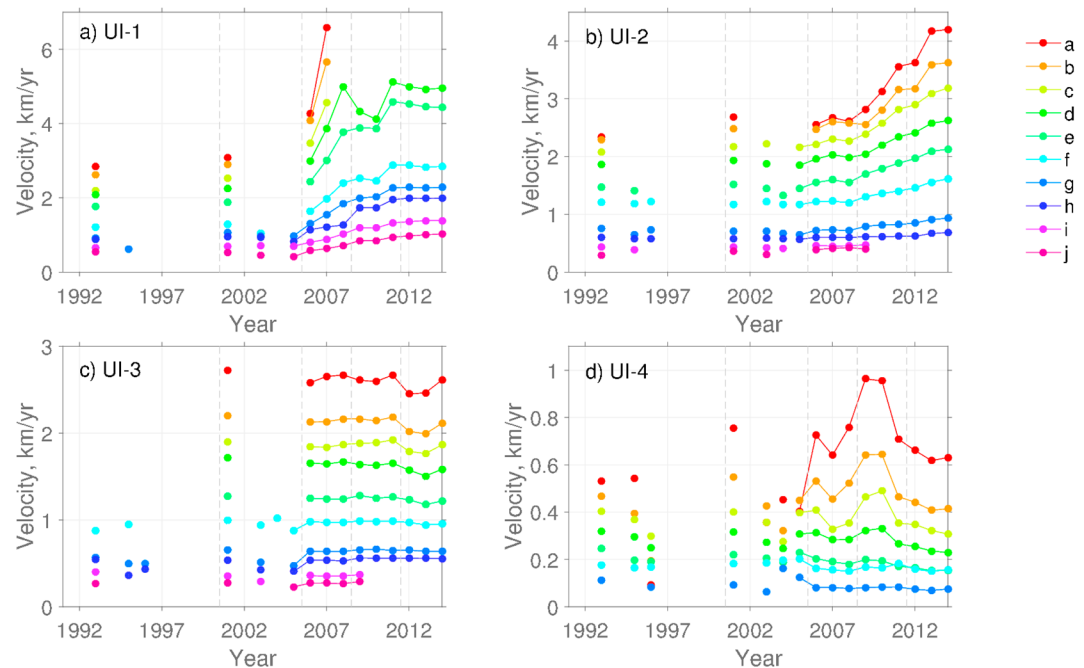 a) UI-1
6
4
2
0
Velocity, km/yr
1992 1997 2002 2007 2012
Year
b) UI-2
4
3
2
1
0
Velocity, km/yr
1992 1997 2002 2007 2012
Year
a
b
c
d
e
f
g
h
i
j
c) UI-3
3
2
1
0
Velocity, km/yr
1992 1997 2002 2007 2012
Year
d) UI-4
1
0.8
0.6
0.4
0.2
0
Velocity, km/yr
1992 1997 2002 2007 2012
Year